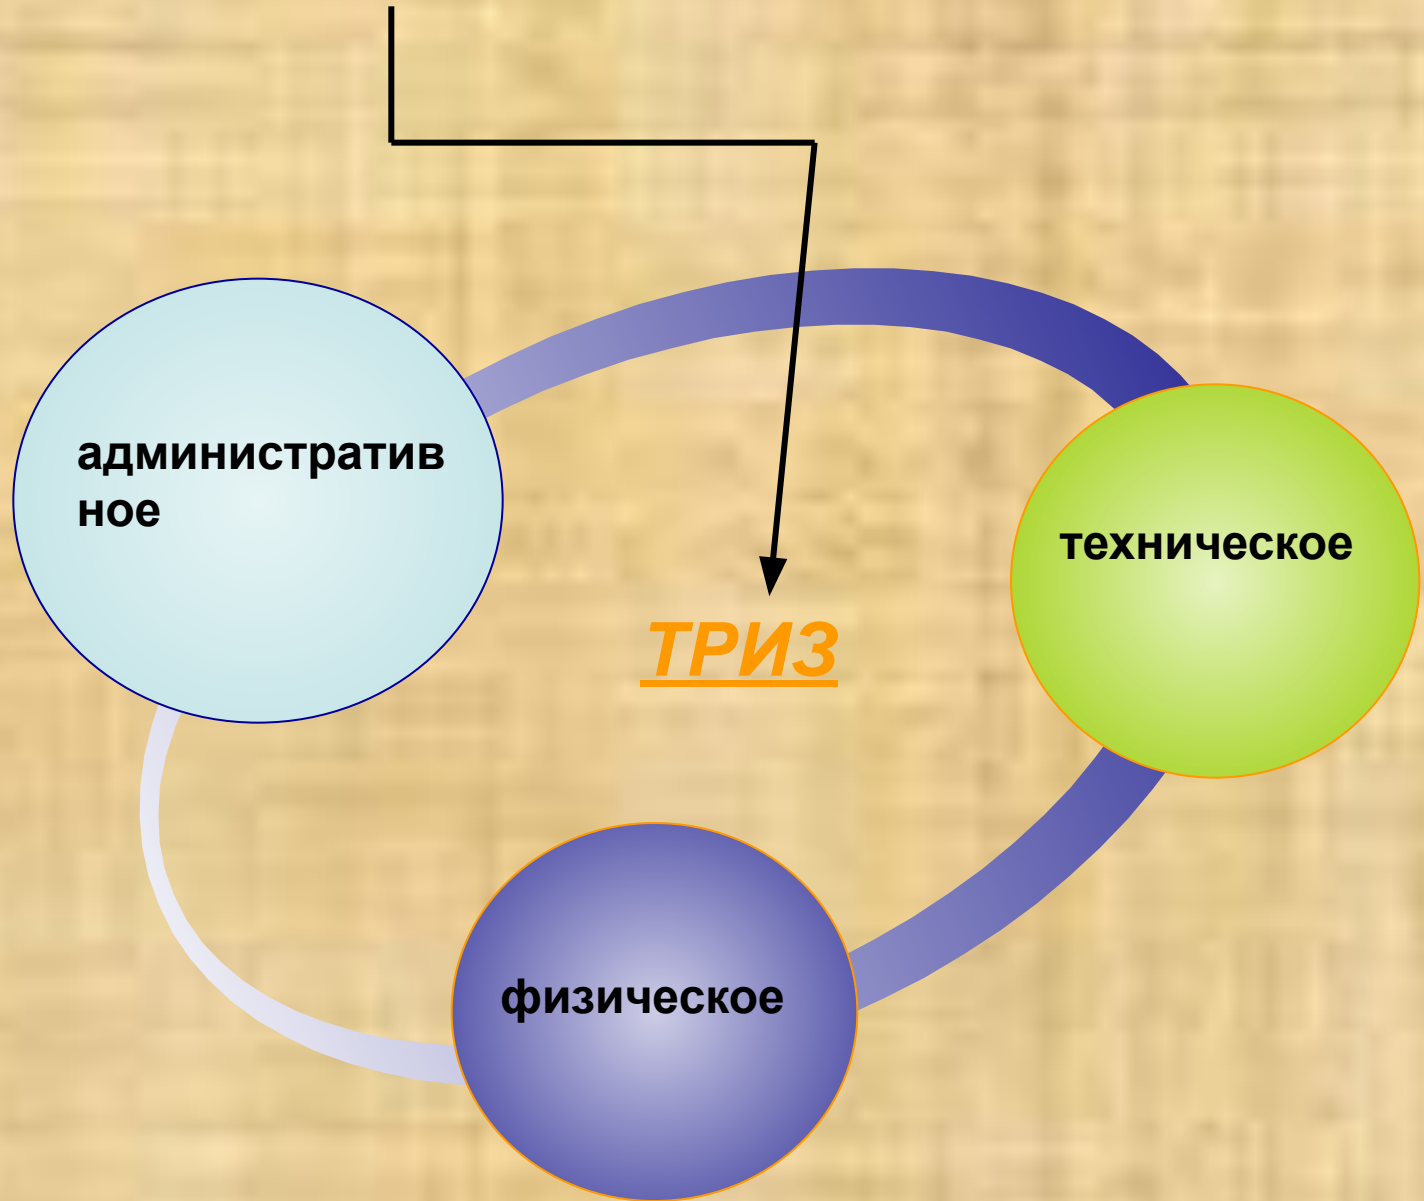 административ
ное
техническое
ТРИЗ
физическое